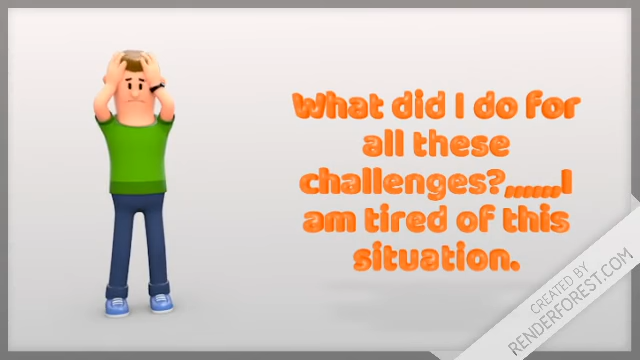 What did I do for
all these
challenges?,,,,,,I
am tired of this
situation.
CREATED BY
RENDERFOREST.COM